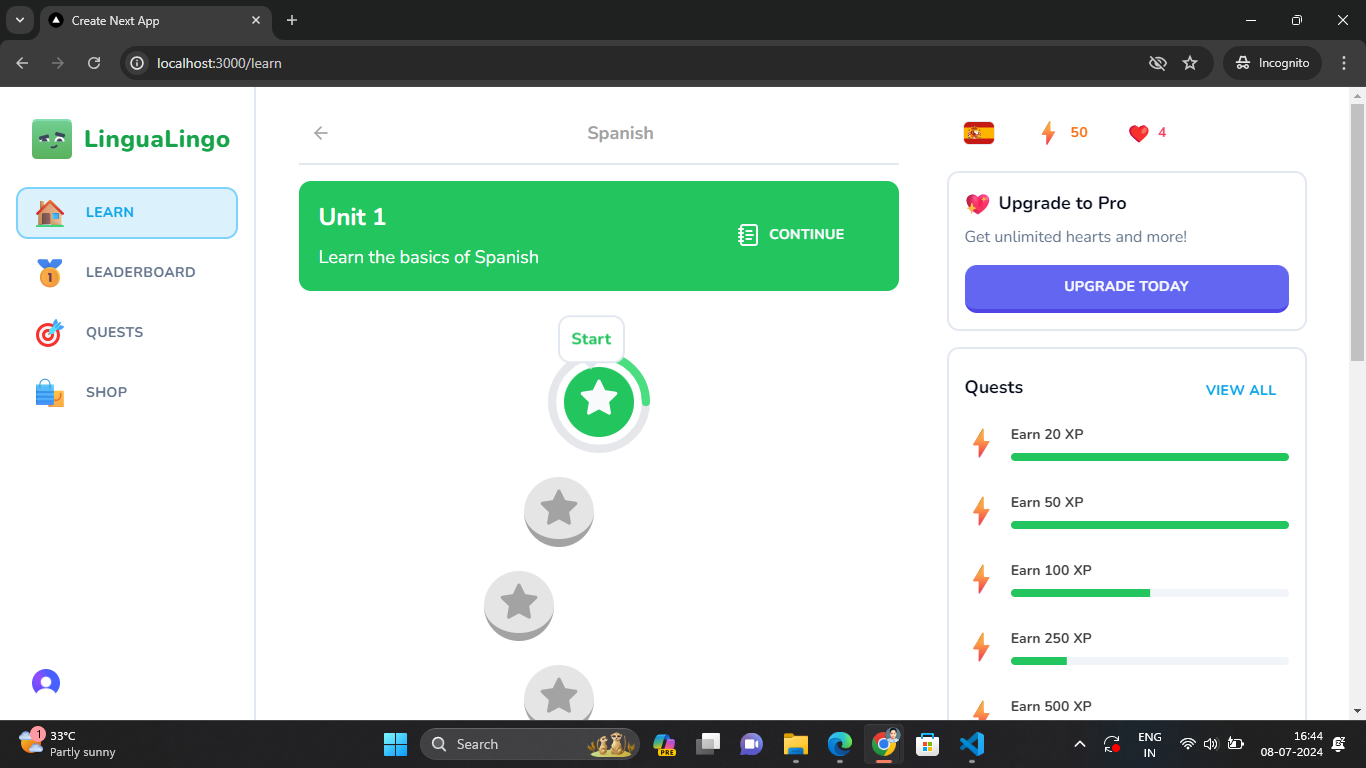 Create Next App
localhost:3000/learn
Incognito
LinguaLingo
LEARN
LEADERBOARD
QUESTS
SHOP
Spanish
Unit 1
Learn the basics of Spanish
CONTINUE
Start
50
4
Upgrade to Pro
Get unlimited hearts and more!
UPGRADE TODAY
Quests
VIEW ALL
Earn 20 XP
Earn 50 XP
Earn 100 XP
Earn 250 XP
Earn 500 XP
1
33°C
Partly sunny
Search
PRE
ENG
IN
16:44
08-07-2024